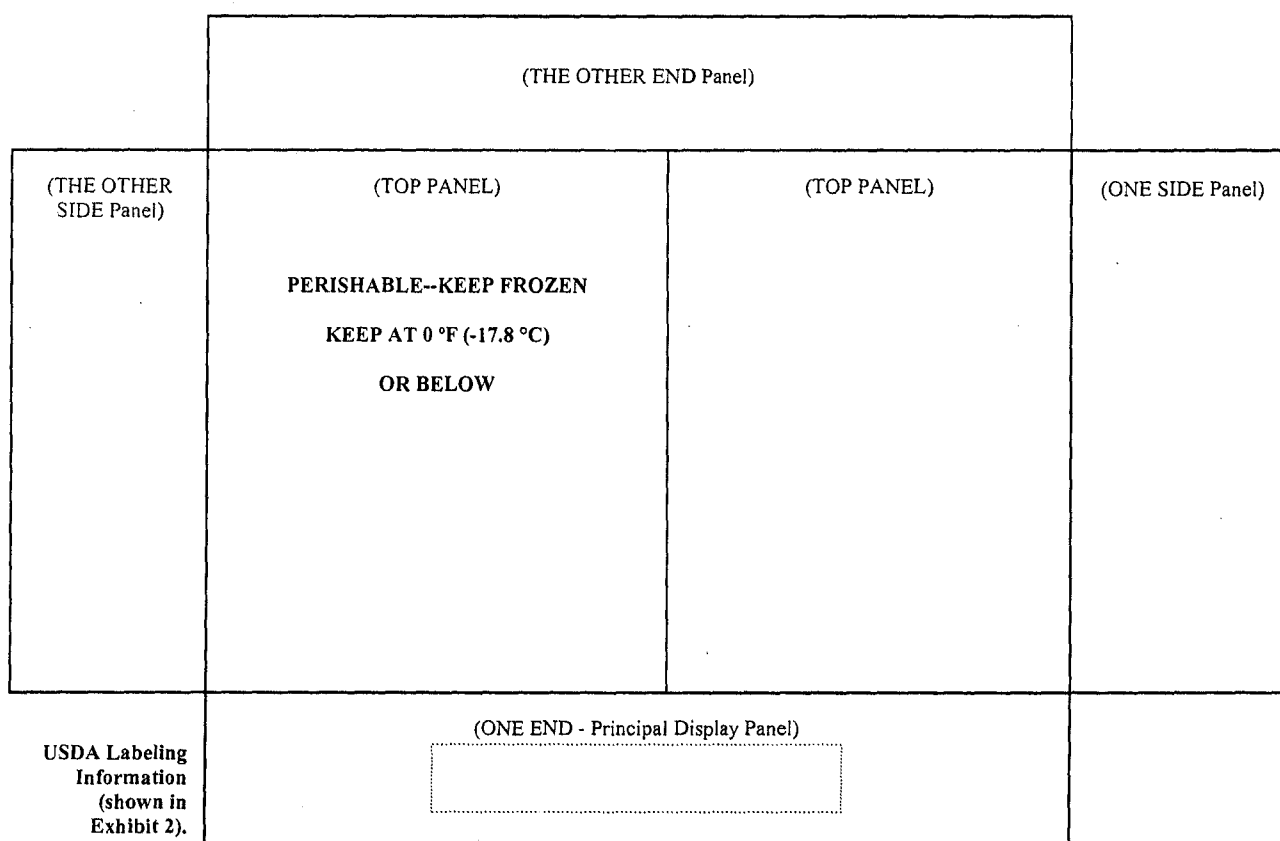 (THE OTHER END Panel)
(THE OTHER
SIDE Panel)
(TOP PANEL)
PERISHABLE--KEEP FROZEN
KEEP AT 0 ºF (-17.8 °C)
OR BELOW
(TOP PANEL)
(ONE SIDE Panel)
(ONE END - Principal Display Panel)
USDA Labeling
Information
(shown in
Exhibit 2).